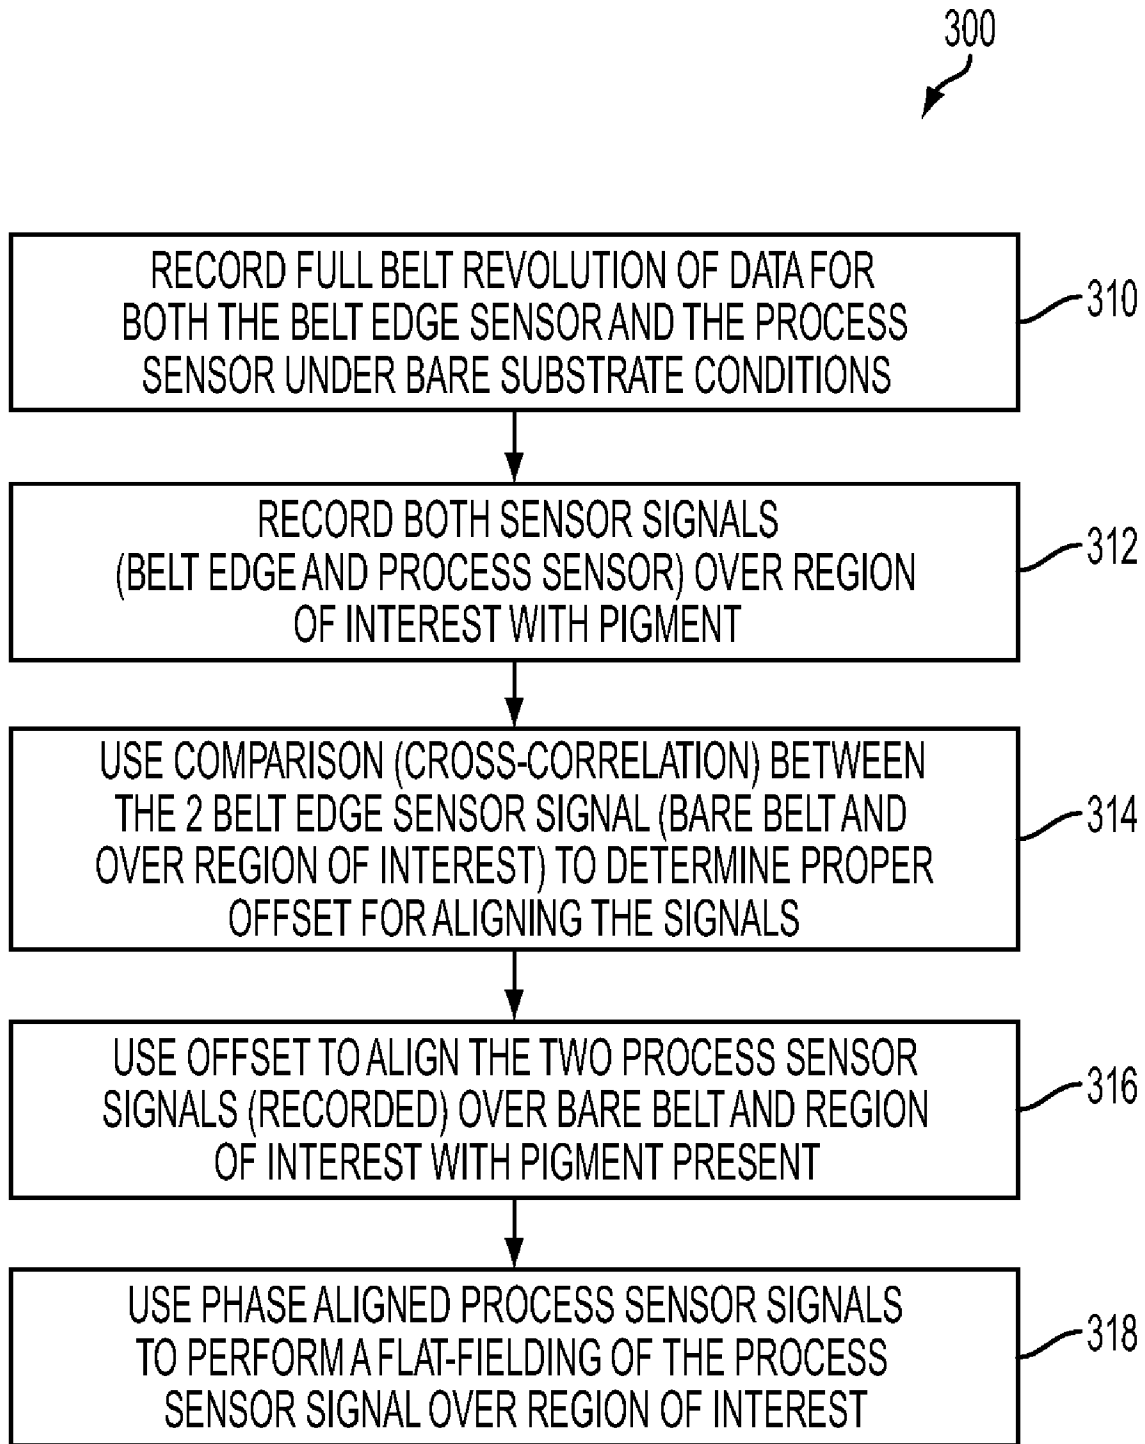 300
RECORD FULL BELT REVOLUTION OF DATA FOR
BOTH THE BELT EDGE SENSOR AND THE PROCESS
SENSOR UNDER BARE SUBSTRATE CONDITIONS
310
RECORD BOTH SENSOR SIGNALS
(BELT EDGE AND PROCESS SENSOR) OVER REGION
OF INTEREST WITH PIGMENT
312
USE COMPARISON (CROSS-CORRELATION) BETWEEN
THE 2 BELT EDGE SENSOR SIGNAL (BARE BELT AND
OVER REGION OF INTEREST) TO DETERMINE PROPER
OFFSET FOR ALIGNING THE SIGNALS
314
USE OFFSET TO ALIGN THE TWO PROCESS SENSOR
SIGNALS (RECORDED) OVER BARE BELT AND REGION
OF INTEREST WITH PIGMENT PRESENT
316
USE PHASE ALIGNED PROCESS SENSOR SIGNALS
TO PERFORM A FLAT-FIELDING OF THE PROCESS
SENSOR SIGNAL OVER REGION OF INTEREST
318